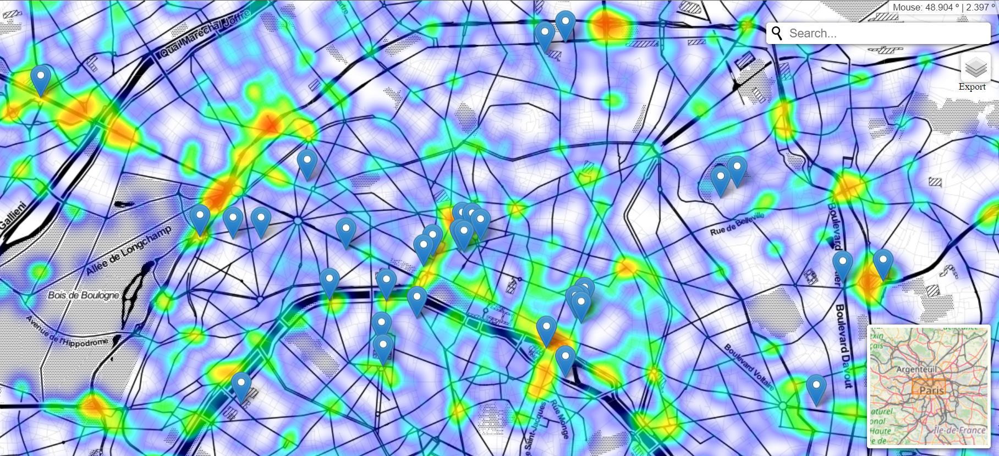 Mouse: 48.904 º | 2.397 º
Search...
Export
Quai Maréchal Joffre
Gallieni
Allée de Longchamp
Bois de Boulogne
Avenue de l'Hippodrome
Rue de Belleville
Boulevard
Boulevard Davout
Boulevard Voltaire
Rue Monge
Saint-Jacques
Argenteuil
Paris
Île-de-France